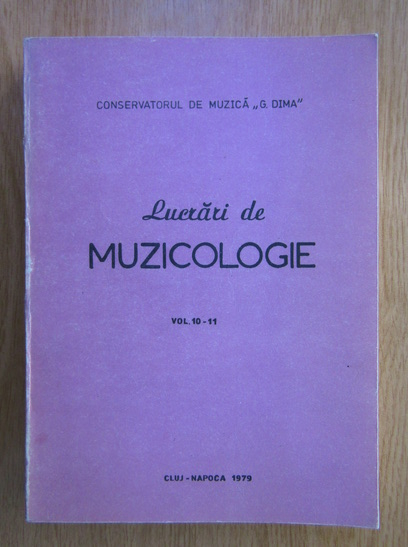 CONSERVATORUL DE MUZICĂ „G. DIMA”
Lucrări de
MUZICOLOGIE
VOL. 10-11
CLUJ-NAPOCA 1979